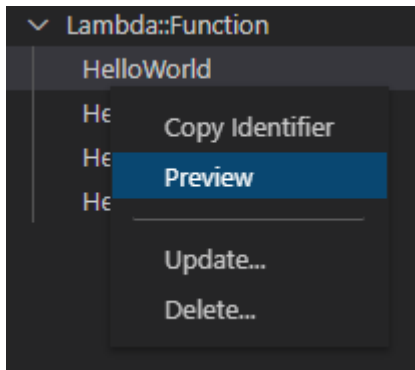 Lambda::Function
HelloWorld
He
Copy Identifier
He
Preview
He
Update...
Delete...